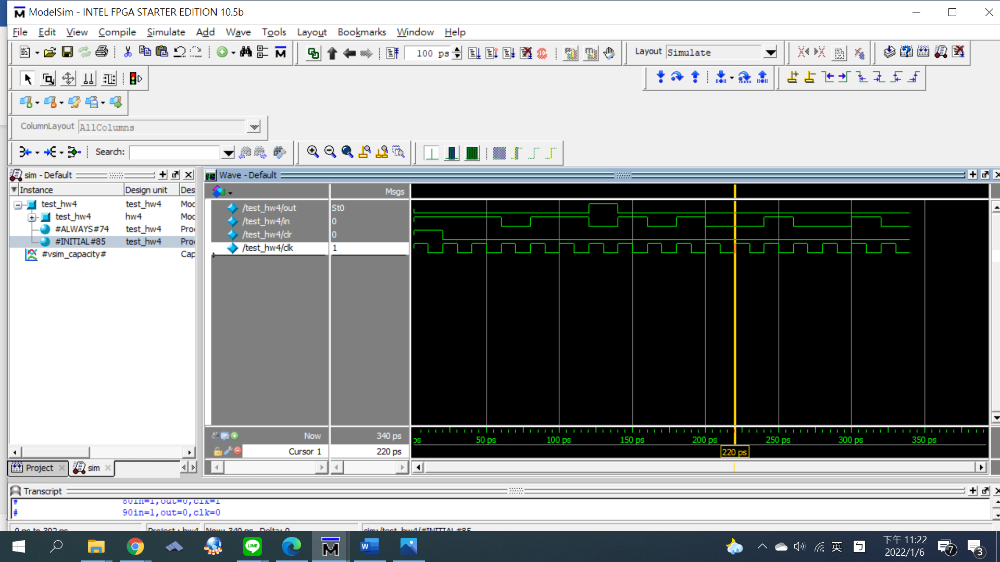 ModelSim - INTEL FPGA STARTER EDITION 10.5b
File Edit View Compile Simulate Add Wave Tools Layout Bookmarks Window Help
100 ps
Layout Simulate
ColumnLayout AllColumns
Search:
sim - Default
Wave - Default
Instance Design unit Des
Msgs
test_hw4 test_hw4 Moc
test_hw4 hw4 Moc
#ALWAYS#74 test_hw4 Pro
#INITIAL#85 test_hw4 Pro
#vsim_capacity# Cap
/test_hw4/out St0
/test_hw4/in 0
/test_hw4/clr 0
/test_hw4/clk 1
Now 340 ps
Cursor 1 220 ps
ps 50 ps 100 ps 150 ps 200 ps 250 ps 300 ps 350 ps
220 ps
Project sim
Transcript
# 80in=1,out=0,clk=1
# 90in=1,out=0,clk=0
0 ps to 392 ps Project : hw4 Now: 340 ps Delta: 0 sim:/test_hw4/#INITIAL#85
LINE
W
英
下午 11:22
2022/1/6
7
3